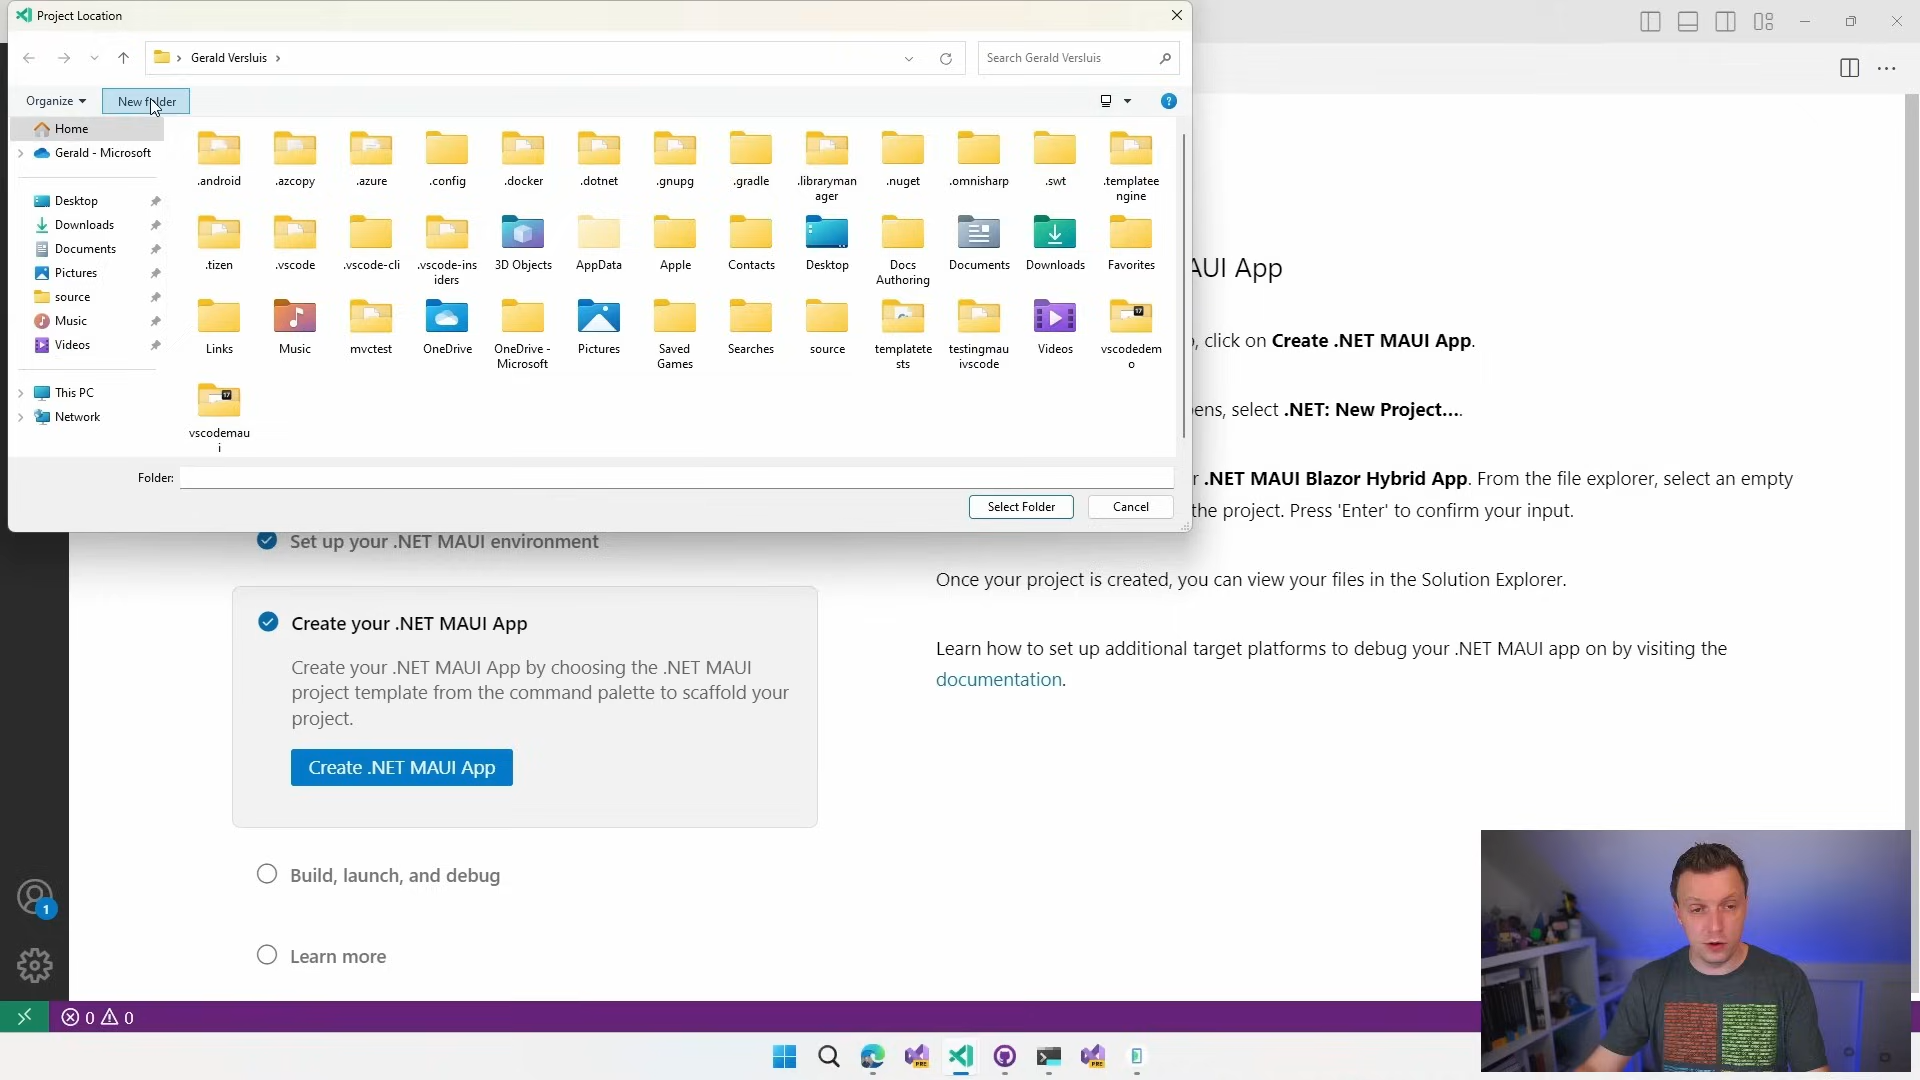 Project Location
Gerald Versluis
Search Gerald Versluis
Organize
New folder
Home
Gerald - Microsoft
Desktop
Downloads
Documents
Pictures
source
Music
Videos
This PC
Network
.android
.azcopy
.azure
.config
.docker
.dotnet
.gnupg
.gradle
.libraryman
ager
.nuget
.omnisharp
.swt
.templatee
ngine
.tizen
.vscode
.vscode-cli
.vscode-ins
iders
3D Objects
AppData
Apple
Contacts
Desktop
Docs
Authoring
Documents
Downloads
Favorites
Links
Music
mvctest
OneDrive
OneDrive -
Microsoft
Pictures
Saved
Games
Searches
source
templatete
sts
testingmau
ivscode
Videos
vscodedem
o
vscodemau
i
Folder:
Select Folder
Cancel
AUI App
, click on Create .NET MAUI App.
ens, select .NET: New Project….
r .NET MAUI Blazor Hybrid App. From the file explorer, select an empty
the project. Press 'Enter' to confirm your input.
Once your project is created, you can view your files in the Solution Explorer.
Learn how to set up additional target platforms to debug your .NET MAUI app on by visiting the
documentation.
Set up your .NET MAUI environment
Create your .NET MAUI App
Create your .NET MAUI App by choosing the .NET MAUI
project template from the command palette to scaffold your
project.
Create .NET MAUI App
Build, launch, and debug
Learn more
1
0 0